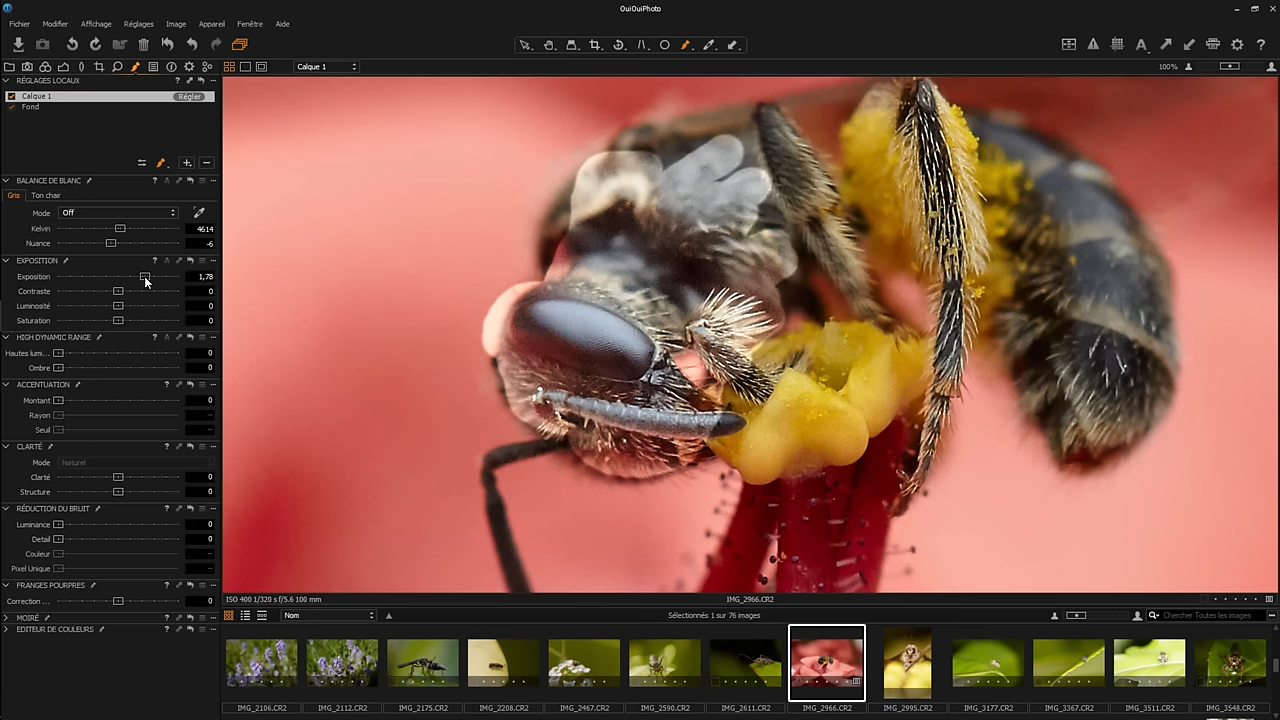 OuiOuiPhoto
Fichier Modifier Affichage Réglages Image Appareil Fenêtre Aide
Calque 1
100%
RÉGLAGES LOCAUX
Calque 1 Régler
Fond
BALANCE DE BLANC
Gris Ton chair
Mode Off
Kelvin 4614
Nuance -6
EXPOSITION
Exposition 1,78
Contraste 0
Luminosité 0
Saturation 0
HIGH DYNAMIC RANGE
Hautes lumi... 0
Ombre 0
ACCENTUATION
Montant 0
Rayon --
Seuil --
CLARTÉ
Mode Naturel
Clarté 0
Structure 0
RÉDUCTION DU BRUIT
Luminance 0
Detail 0
Couleur --
Pixel Unique --
FRANGES POURPRES
Correction ... 0
MOIRÉ
EDITEUR DE COULEURS
ISO 400 1/320 s f/5.6 100 mm
IMG_2966.CR2
Nom
Sélectionnés 1 sur 76 images
Chercher Toutes les images
IMG_2106.CR2
IMG_2112.CR2
IMG_2175.CR2
IMG_2208.CR2
IMG_2467.CR2
IMG_2590.CR2
IMG_2611.CR2
IMG_2966.CR2
IMG_2995.CR2
IMG_3177.CR2
IMG_3367.CR2
IMG_3511.CR2
IMG_3548.CR2